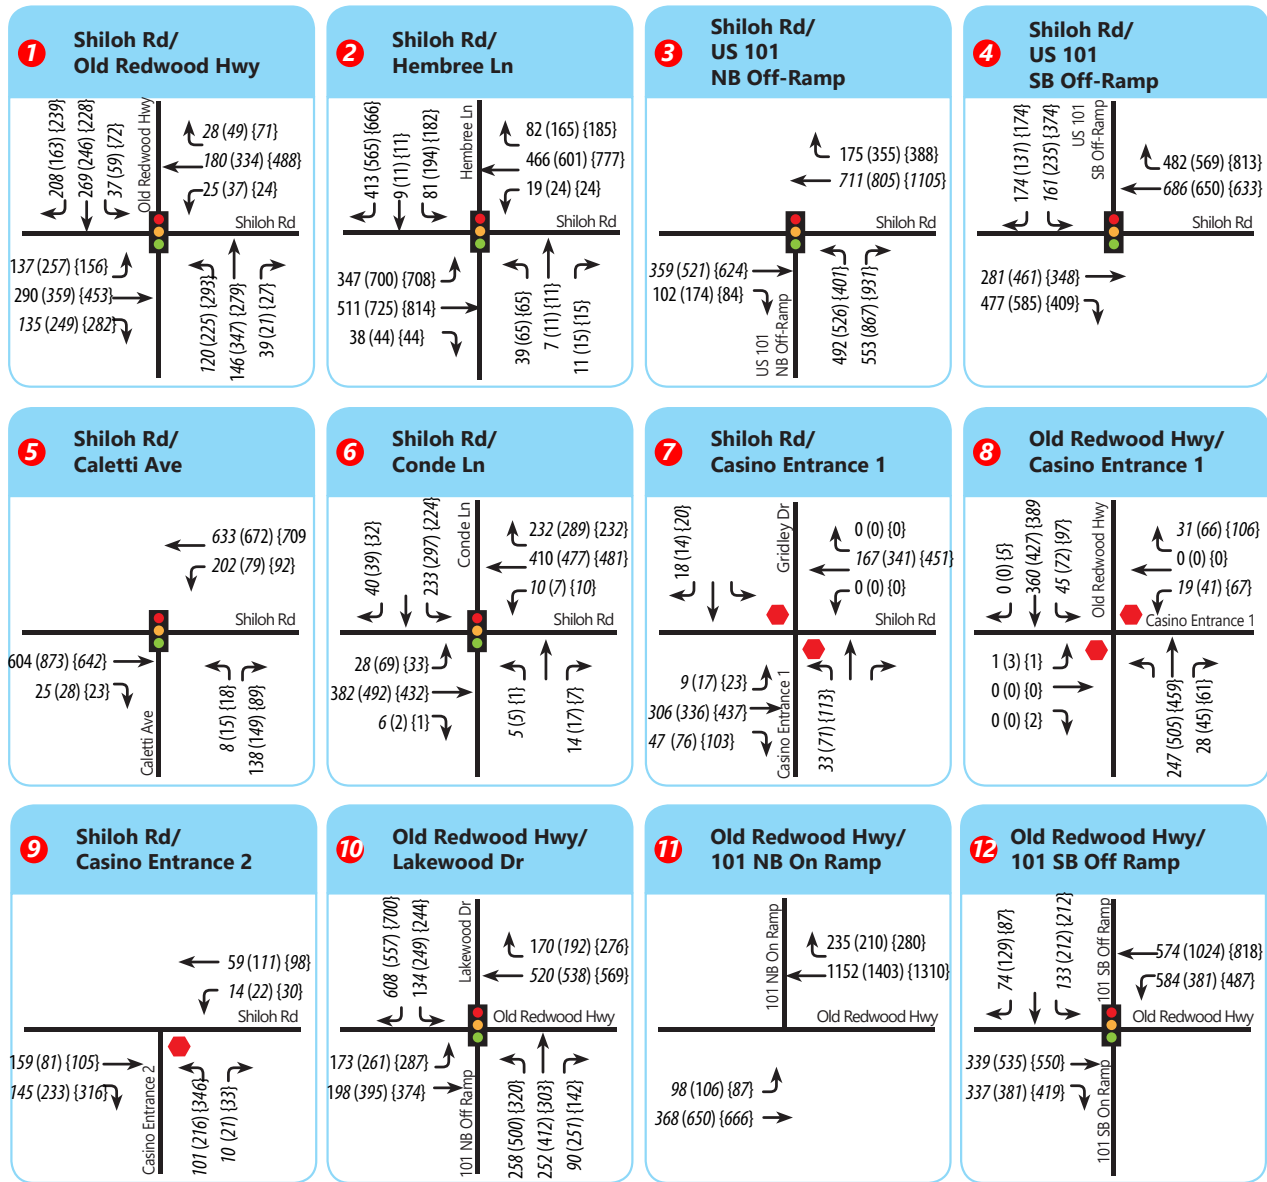 1
Shiloh Rd/
Old Redwood Hwy
208 (163) {239}
269 (246) {228}
37 (59) {72}
Old Redwood Hwy
28 (49) {71}
180 (334) {488}
25 (37) {24}
Shiloh Rd
137 (257) {156}
290 (359) {453}
135 (249) {282}
120 (225) {293}
146 (347) {279}
39 (21) {27}
2
Shiloh Rd/
Hembree Ln
413 (565) {666}
9 (11) {11}
81 (194) {182}
Hembree Ln
82 (165) {185}
466 (601) {777}
19 (24) {24}
Shiloh Rd
347 (700) {708}
511 (725) {814}
38 (44) {44}
39 (65) {65}
7 (11) {11}
11 (15) {15}
3
Shiloh Rd/
US 101
NB Off-Ramp
175 (355) {388}
711 (805) {1105}
Shiloh Rd
359 (521) {624}
102 (174) {84}
US 101
NB Off-Ramp
492 (526) {401}
553 (867) {931}
4
Shiloh Rd/
US 101
SB Off-Ramp
174 (131) {174}
161 (235) {374}
US 101
SB Off-Ramp
482 (569) {813}
686 (650) {633}
Shiloh Rd
281 (461) {348}
477 (585) {409}
5
Shiloh Rd/
Caletti Ave
633 (672) {709
202 (79) {92}
Shiloh Rd
604 (873) {642}
25 (28) {23}
Caletti Ave
8 (15) {18}
138 (149) {89}
6
Shiloh Rd/
Conde Ln
40 (39) {32}
233 (297) {224}
Conde Ln
232 (289) {232}
410 (477) {481}
10 (7) {10}
Shiloh Rd
28 (69) {33}
382 (492) {432}
6 (2) {1}
5 (5) {1}
14 (17) {7}
7
Shiloh Rd/
Casino Entrance 1
18 (14) {20}
Gridley Dr
0 (0) {0}
167 (341) {451}
0 (0) {0}
Shiloh Rd
9 (17) {23}
306 (336) {437}
47 (76) {103}
Casino Entrance 1
33 (71) {113}
8
Old Redwood Hwy/
Casino Entrance 1
0 (0) {5}
360 (427) {389
45 (72) {97}
Old Redwood Hwy
31 (66) {106}
0 (0) {0}
19 (41) {67}
Casino Entrance 1
1 (3) {1}
0 (0) {0}
0 (0) {2}
247 (505) {459}
28 (45) {61}
9
Shiloh Rd/
Casino Entrance 2
59 (111) {98}
14 (22) {30}
Shiloh Rd
159 (81) {105}
145 (233) {316}
Casino Entrance 2
101 (216) {346}
10 (21) {33}
10
Old Redwood Hwy/
Lakewood Dr
608 (557) {700}
134 (249) {244}
Lakewood Dr
170 (192) {276}
520 (538) {569}
Old Redwood Hwy
173 (261) {287}
198 (395) {374}
101 NB Off Ramp
258 (500) {320}
252 (412) {303}
90 (251) {142}
11
Old Redwood Hwy/
101 NB On Ramp
101 NB On Ramp
235 (210) {280}
1152 (1403) {1310}
Old Redwood Hwy
98 (106) {87}
368 (650) {666}
12
Old Redwood Hwy/
101 SB Off Ramp
74 (129) {87}
133 (212) {212}
101 SB Off Ramp
574 (1024) {818}
584 (381) {487}
Old Redwood Hwy
339 (535) {550}
337 (381) {419}
101 SB On Ramp